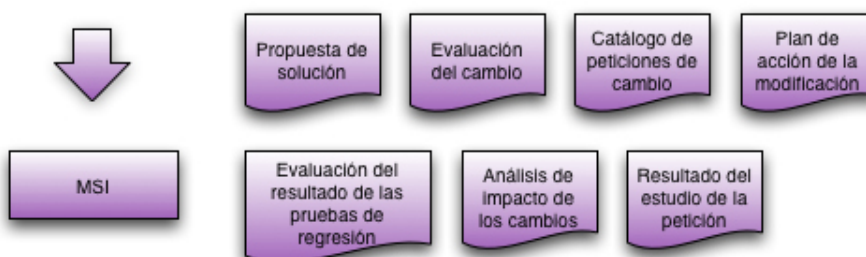 Propuesta de
solución
Evaluación
del cambio
Catálogo de
peticiones de
cambio
Plan de
acción de la
modificación
MSI
Evaluación del
resultado de las
pruebas de
regresión
Análisis de
impacto de
los cambios
Resultado del
estudio de la
petición